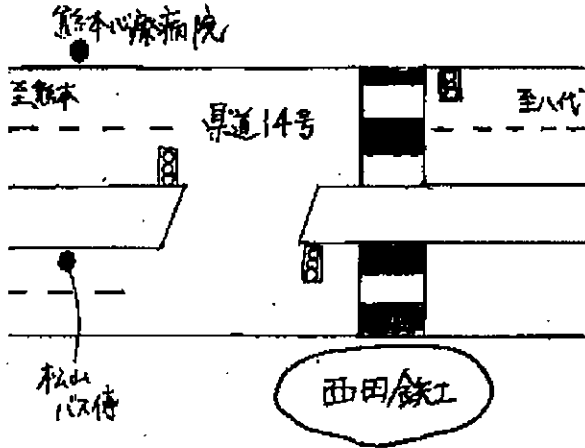 熊本心療病院
至熊本
至八代
県道14号
松山
バス停
西田鉄工